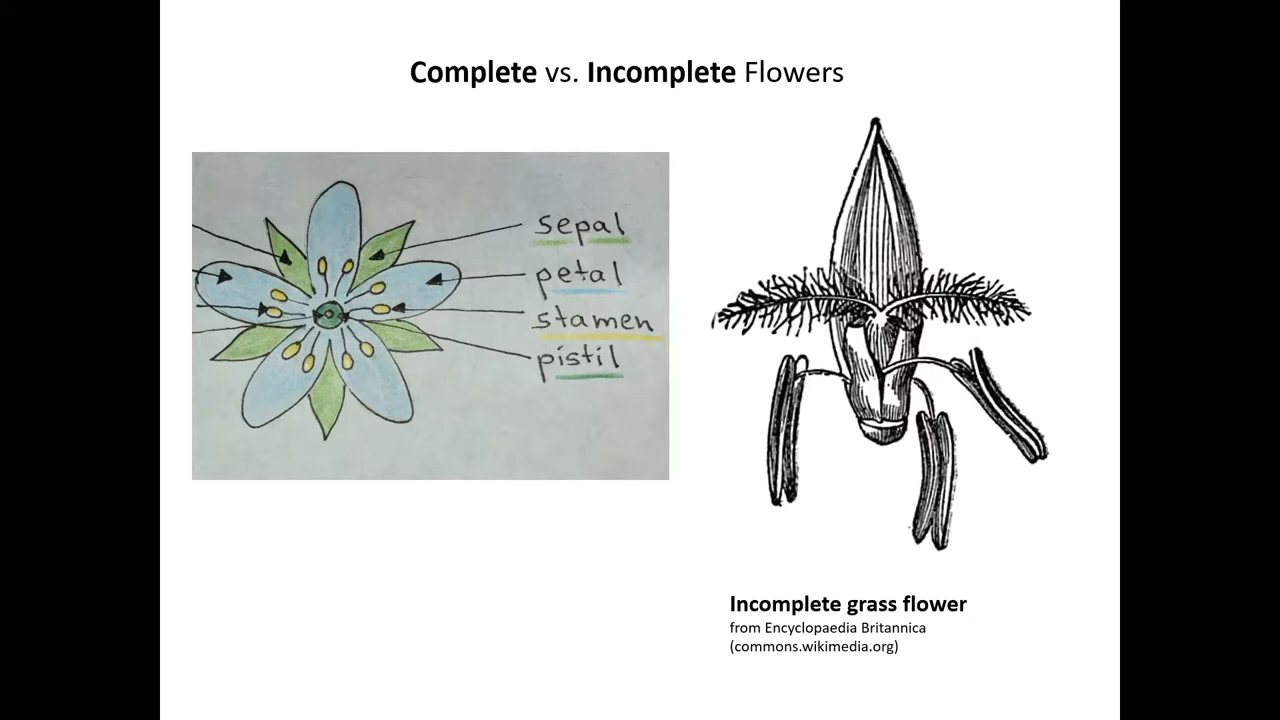 Complete vs. Incomplete Flowers
sepal
petal
stamen
pistil
Incomplete grass flower
from Encyclopaedia Britannica
(commons.wikimedia.org)